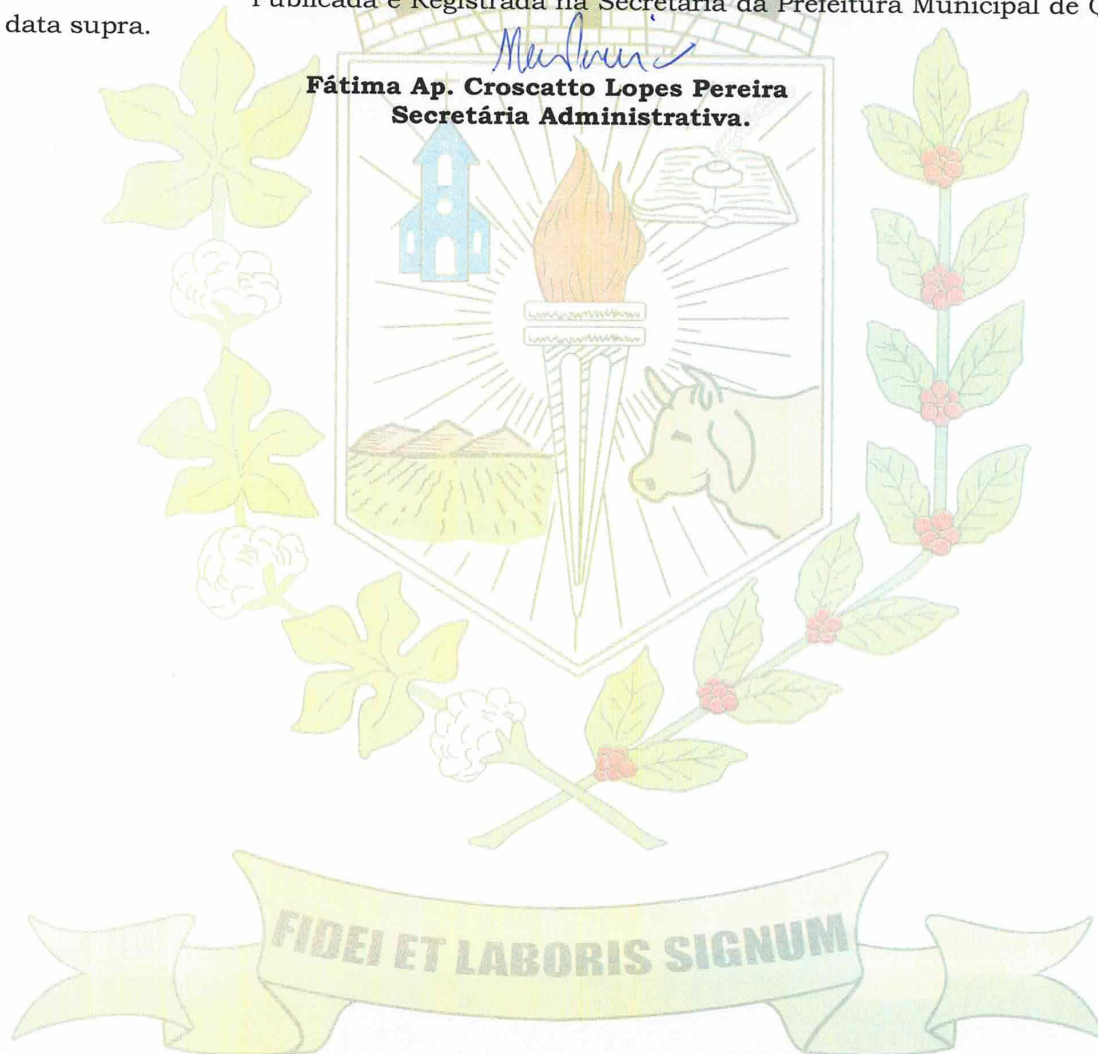 Publicada e Registrada na Secretaria da Prefeitura Municipal de
data supra.
Fátima Ap. Croscatto Lopes Pereira
Secretária Administrativa.
FIDEI ET LABORIS SIGNUM